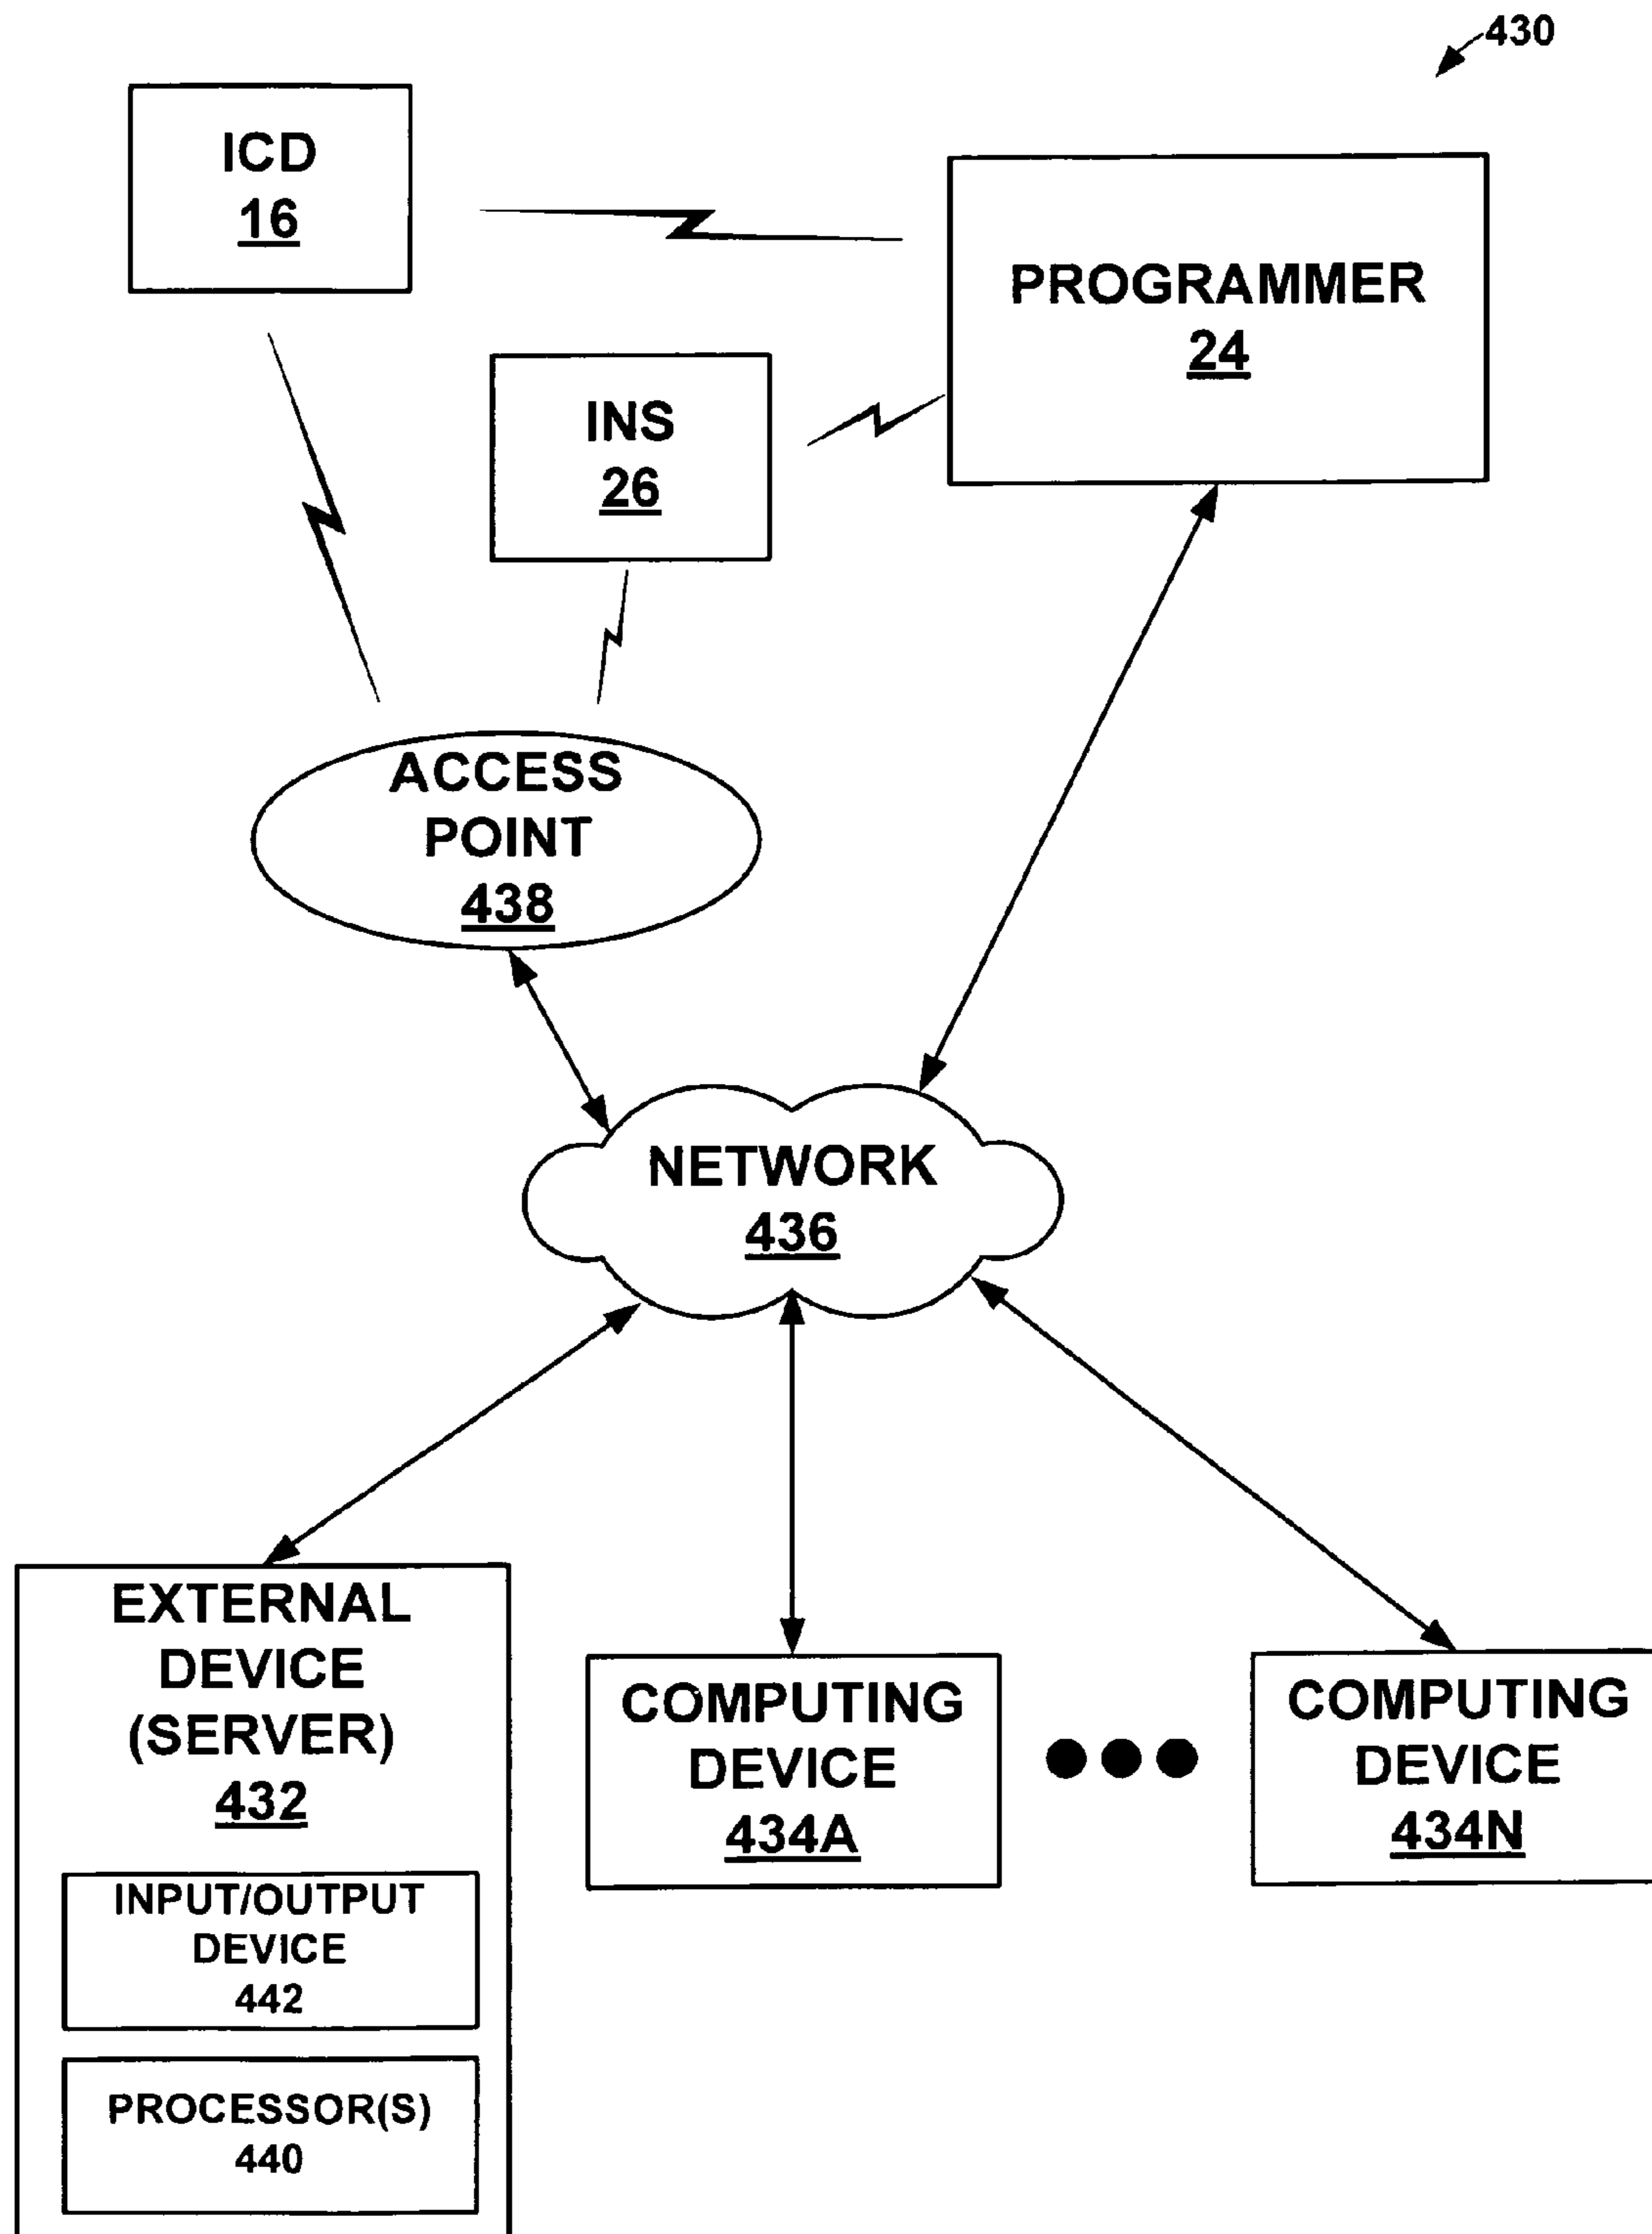 430
ICD
16
PROGRAMMER
24
INS
26
ACCESS
POINT
438
NETWORK
436
EXTERNAL
DEVICE
(SERVER)
432
INPUT/OUTPUT
DEVICE
442
PROCESSOR(S)
440
COMPUTING
DEVICE
434A
COMPUTING
DEVICE
434N